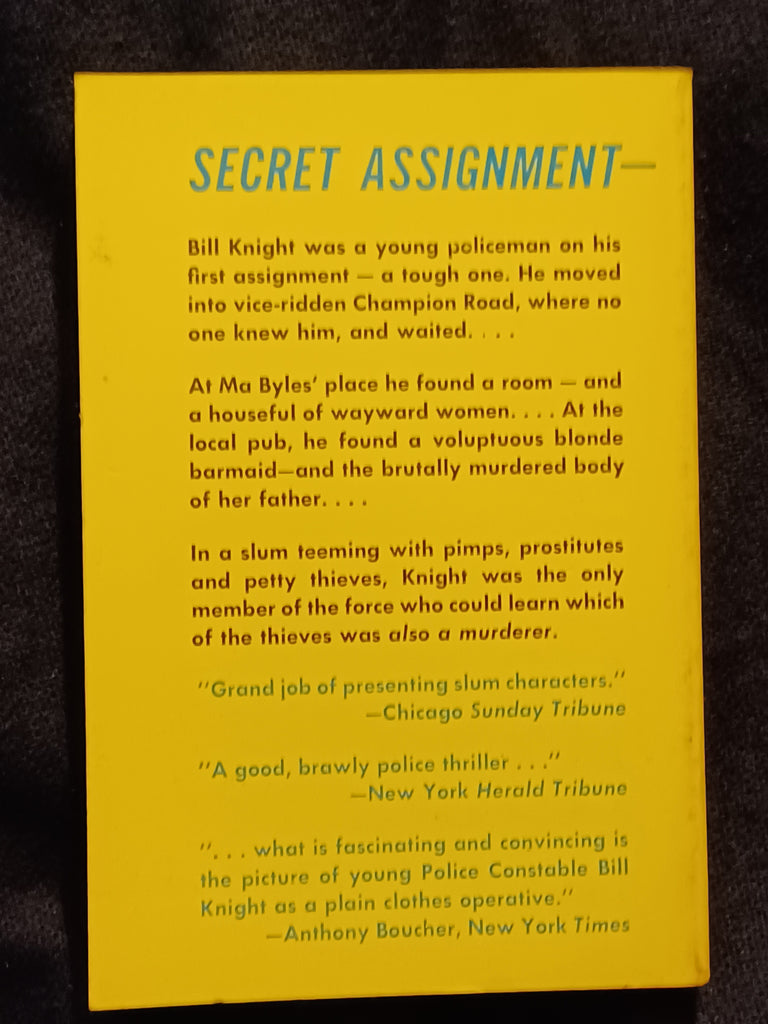 SECRET ASSIGNMENT—
Bill Knight was a young policeman on his
first assignment — a tough one. He moved
into vice-ridden Champion Road, where no
one knew him, and waited. . . .
At Ma Byles' place he found a room — and
a houseful of wayward women. . . . At the
local pub, he found a voluptuous blonde
barmaid—and the brutally murdered body
of her father. . . .
In a slum teeming with pimps, prostitutes
and petty thieves, Knight was the only
member of the force who could learn which
of the thieves was also a murderer.
"Grand job of presenting slum characters."
—Chicago Sunday Tribune
"A good, brawly police thriller . . ."
—New York Herald Tribune
". . . what is fascinating and convincing is
the picture of young Police Constable Bill
Knight as a plain clothes operative."
—Anthony Boucher, New York Times